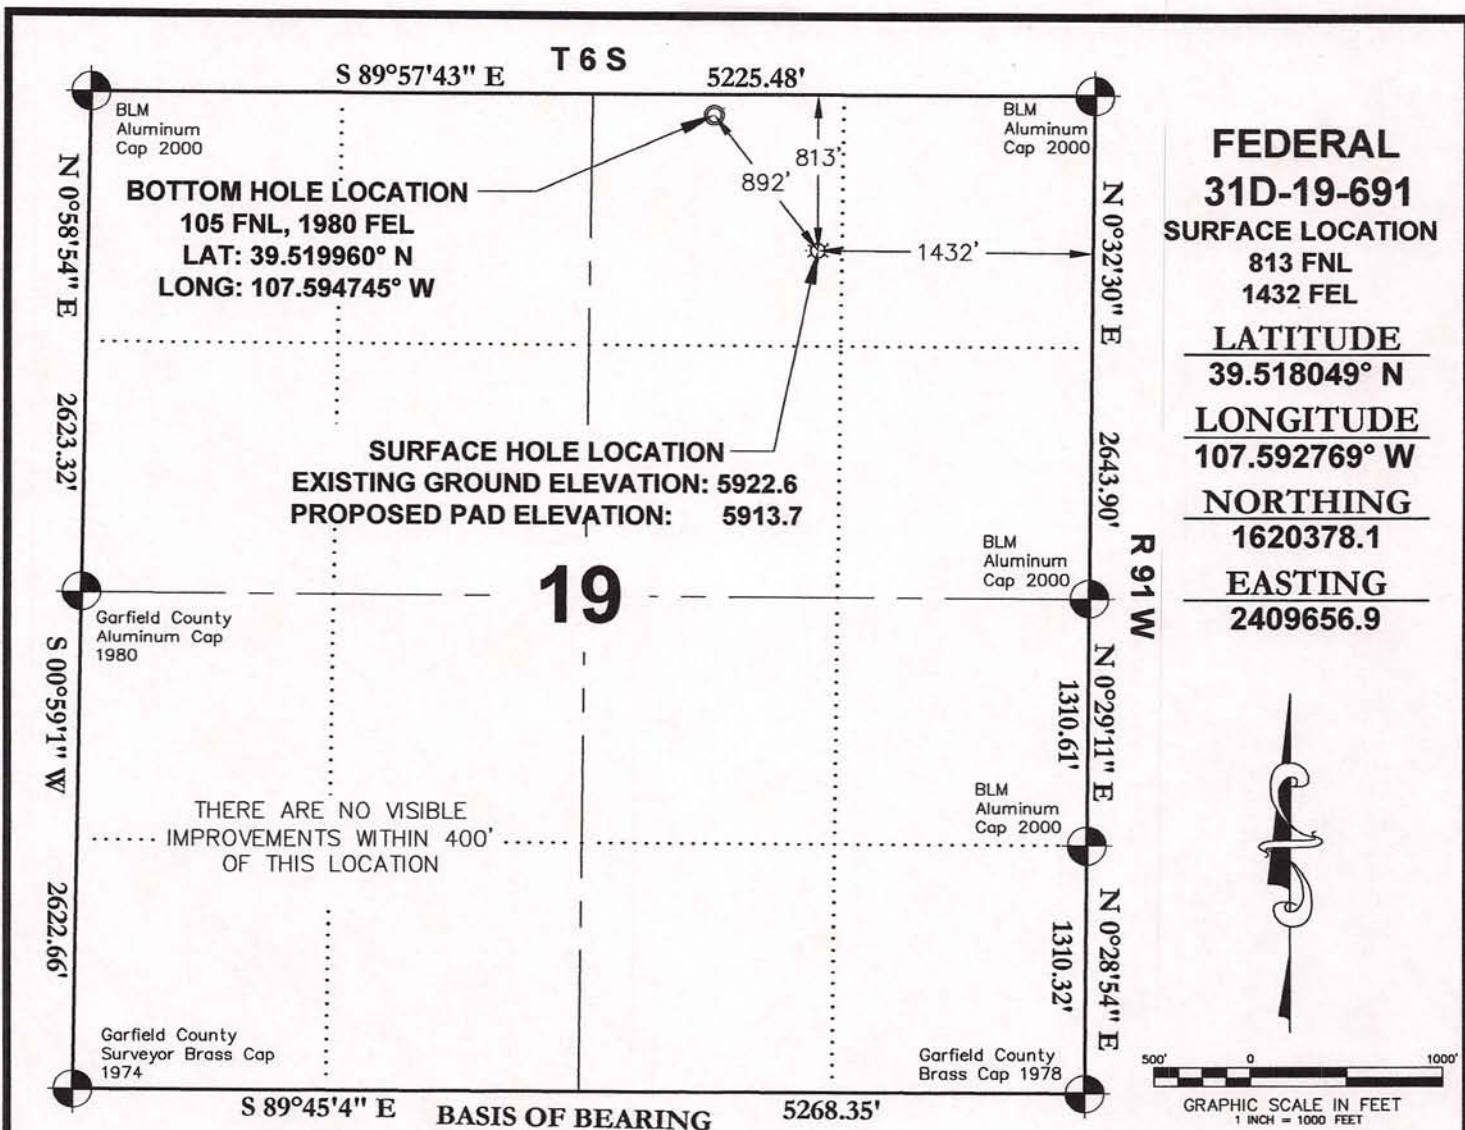 T 6 S
S 89°57'43" E
5225.48'
BLM
Aluminum
Cap 2000
BLM
Aluminum
Cap 2000
BOTTOM HOLE LOCATION
105 FNL, 1980 FEL
LAT: 39.519960° N
LONG: 107.594745° W
813'
892'
1432'
N 0°58'54" E
2623.32'
N 0°32'30" E
2643.90'
SURFACE HOLE LOCATION
EXISTING GROUND ELEVATION: 5922.6
PROPOSED PAD ELEVATION: 5913.7
19
BLM
Aluminum
Cap 2000
R 91 W
Garfield County
Aluminum Cap
1980
S 00°59'1" W
2622.66'
N 0°29'11" E
1310.61'
BLM
Aluminum
Cap 2000
THERE ARE NO VISIBLE
IMPROVEMENTS WITHIN 400'
OF THIS LOCATION
N 0°28'54" E
1310.32'
Garfield County
Surveyor Brass Cap
1974
Garfield County
Brass Cap 1978
S 89°45'4" E
BASIS OF BEARING
5268.35'
FEDERAL
31D-19-691
SURFACE LOCATION
813 FNL
1432 FEL
LATITUDE
39.518049° N
LONGITUDE
107.592769° W
NORTHING
1620378.1
EASTING
2409656.9
500' 0 1000'
GRAPHIC SCALE IN FEET
1 INCH = 1000 FEET